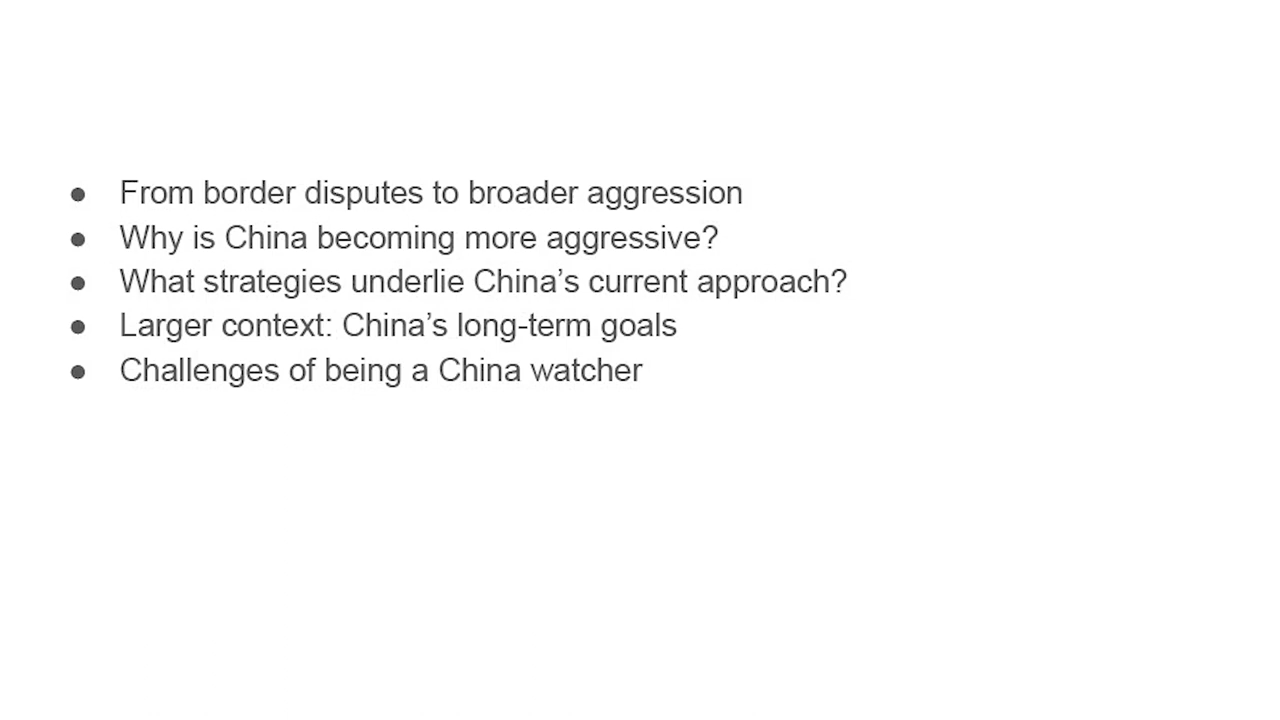 ● From border disputes to broader aggression
● Why is China becoming more aggressive?
● What strategies underlie China’s current approach?
● Larger context: China’s long-term goals
● Challenges of being a China watcher